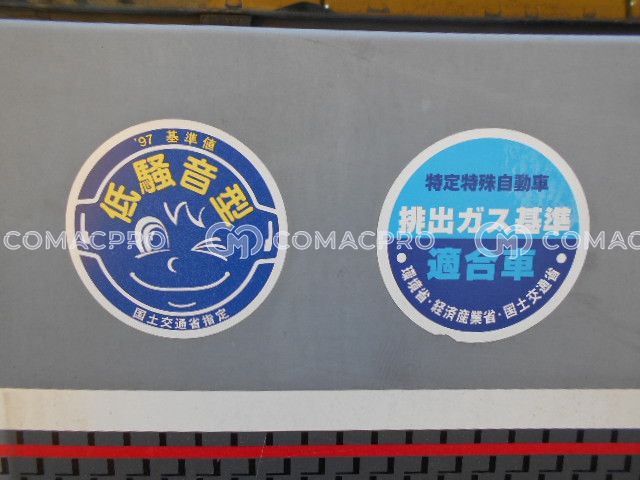 '97 基準値
低騒音型
国土交通省指定
特定特殊自動車
排出ガス基準
適合車
・環境省・経済産業省・国土交通省・
COMACPRO COMACPRO COMACPRO